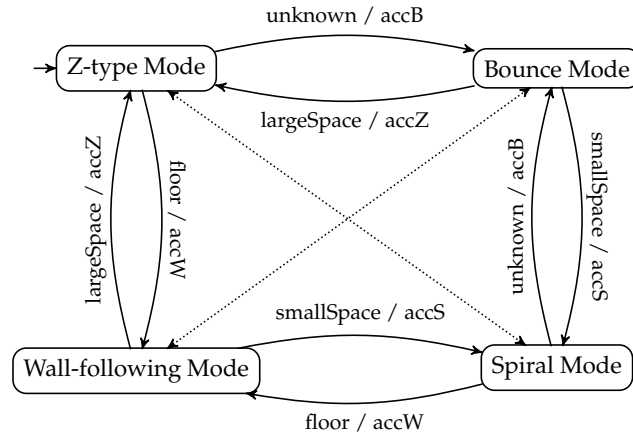 unknown / accB
Z-type Mode
Bounce Mode
largeSpace / accZ
largeSpace / accZ
floor / accW
unknown / accB
smallSpace / accS
smallSpace / accS
Wall-following Mode
Spiral Mode
floor / accW